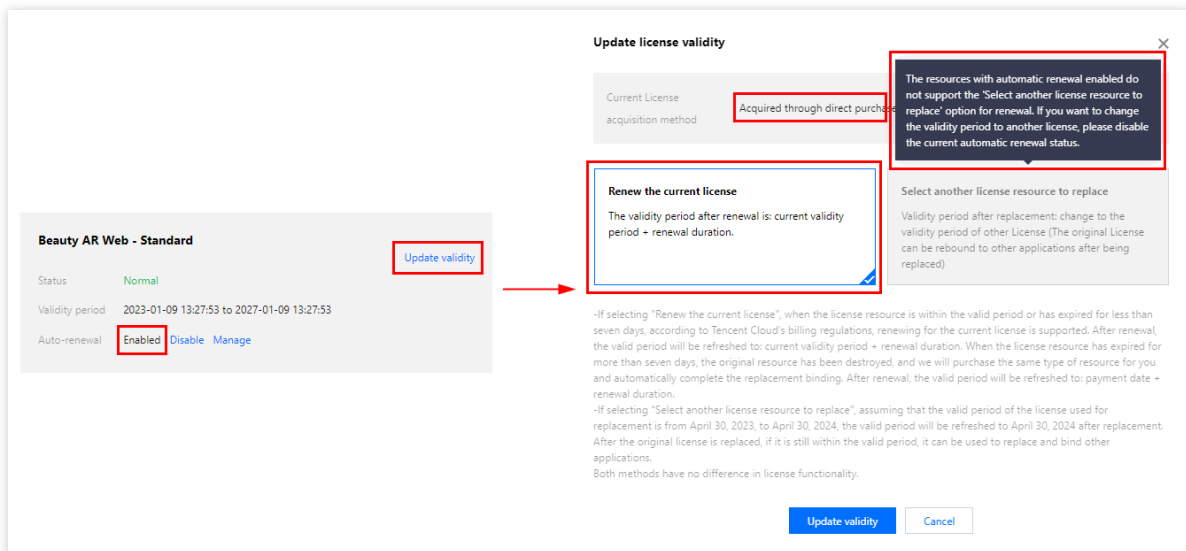 Beauty AR Web - Standard
Update validity
Status Normal
Validity period 2023-01-09 13:27:53 to 2027-01-09 13:27:53
Auto-renewal Enabled Disable Manage
Update license validity
Current License
acquisition method
Acquired through direct purchase
The resources with automatic renewal enabled do
not support the 'Select another license resource to
replace' option for renewal. If you want to change
the validity period to another license, please disable
the current automatic renewal status.
Renew the current license
The validity period after renewal is: current validity
period + renewal duration.
Select another license resource to replace
Validity period after replacement: change to the
validity period of other License (The original License
can be rebound to other applications after being
replaced)
-If selecting "Renew the current license", when the license resource is within the valid period or has expired for less than
seven days, according to Tencent Cloud's billing regulations, renewing for the current license is supported. After renewal,
the valid period will be refreshed to: current validity period + renewal duration. When the license resource has expired for
more than seven days, the original resource has been destroyed, and we will purchase the same type of resource for you
and automatically complete the replacement binding. After renewal, the valid period will be refreshed to: payment date +
renewal duration.
-If selecting "Select another license resource to replace", assuming that the valid period of the license used for
replacement is from April 30, 2023, to April 30, 2024, the valid period will be refreshed to April 30, 2024 after replacement.
After the original license is replaced, if it is still within the valid period, it can be used to replace and bind other
applications.
Both methods have no difference in license functionality.
Update validity
Cancel